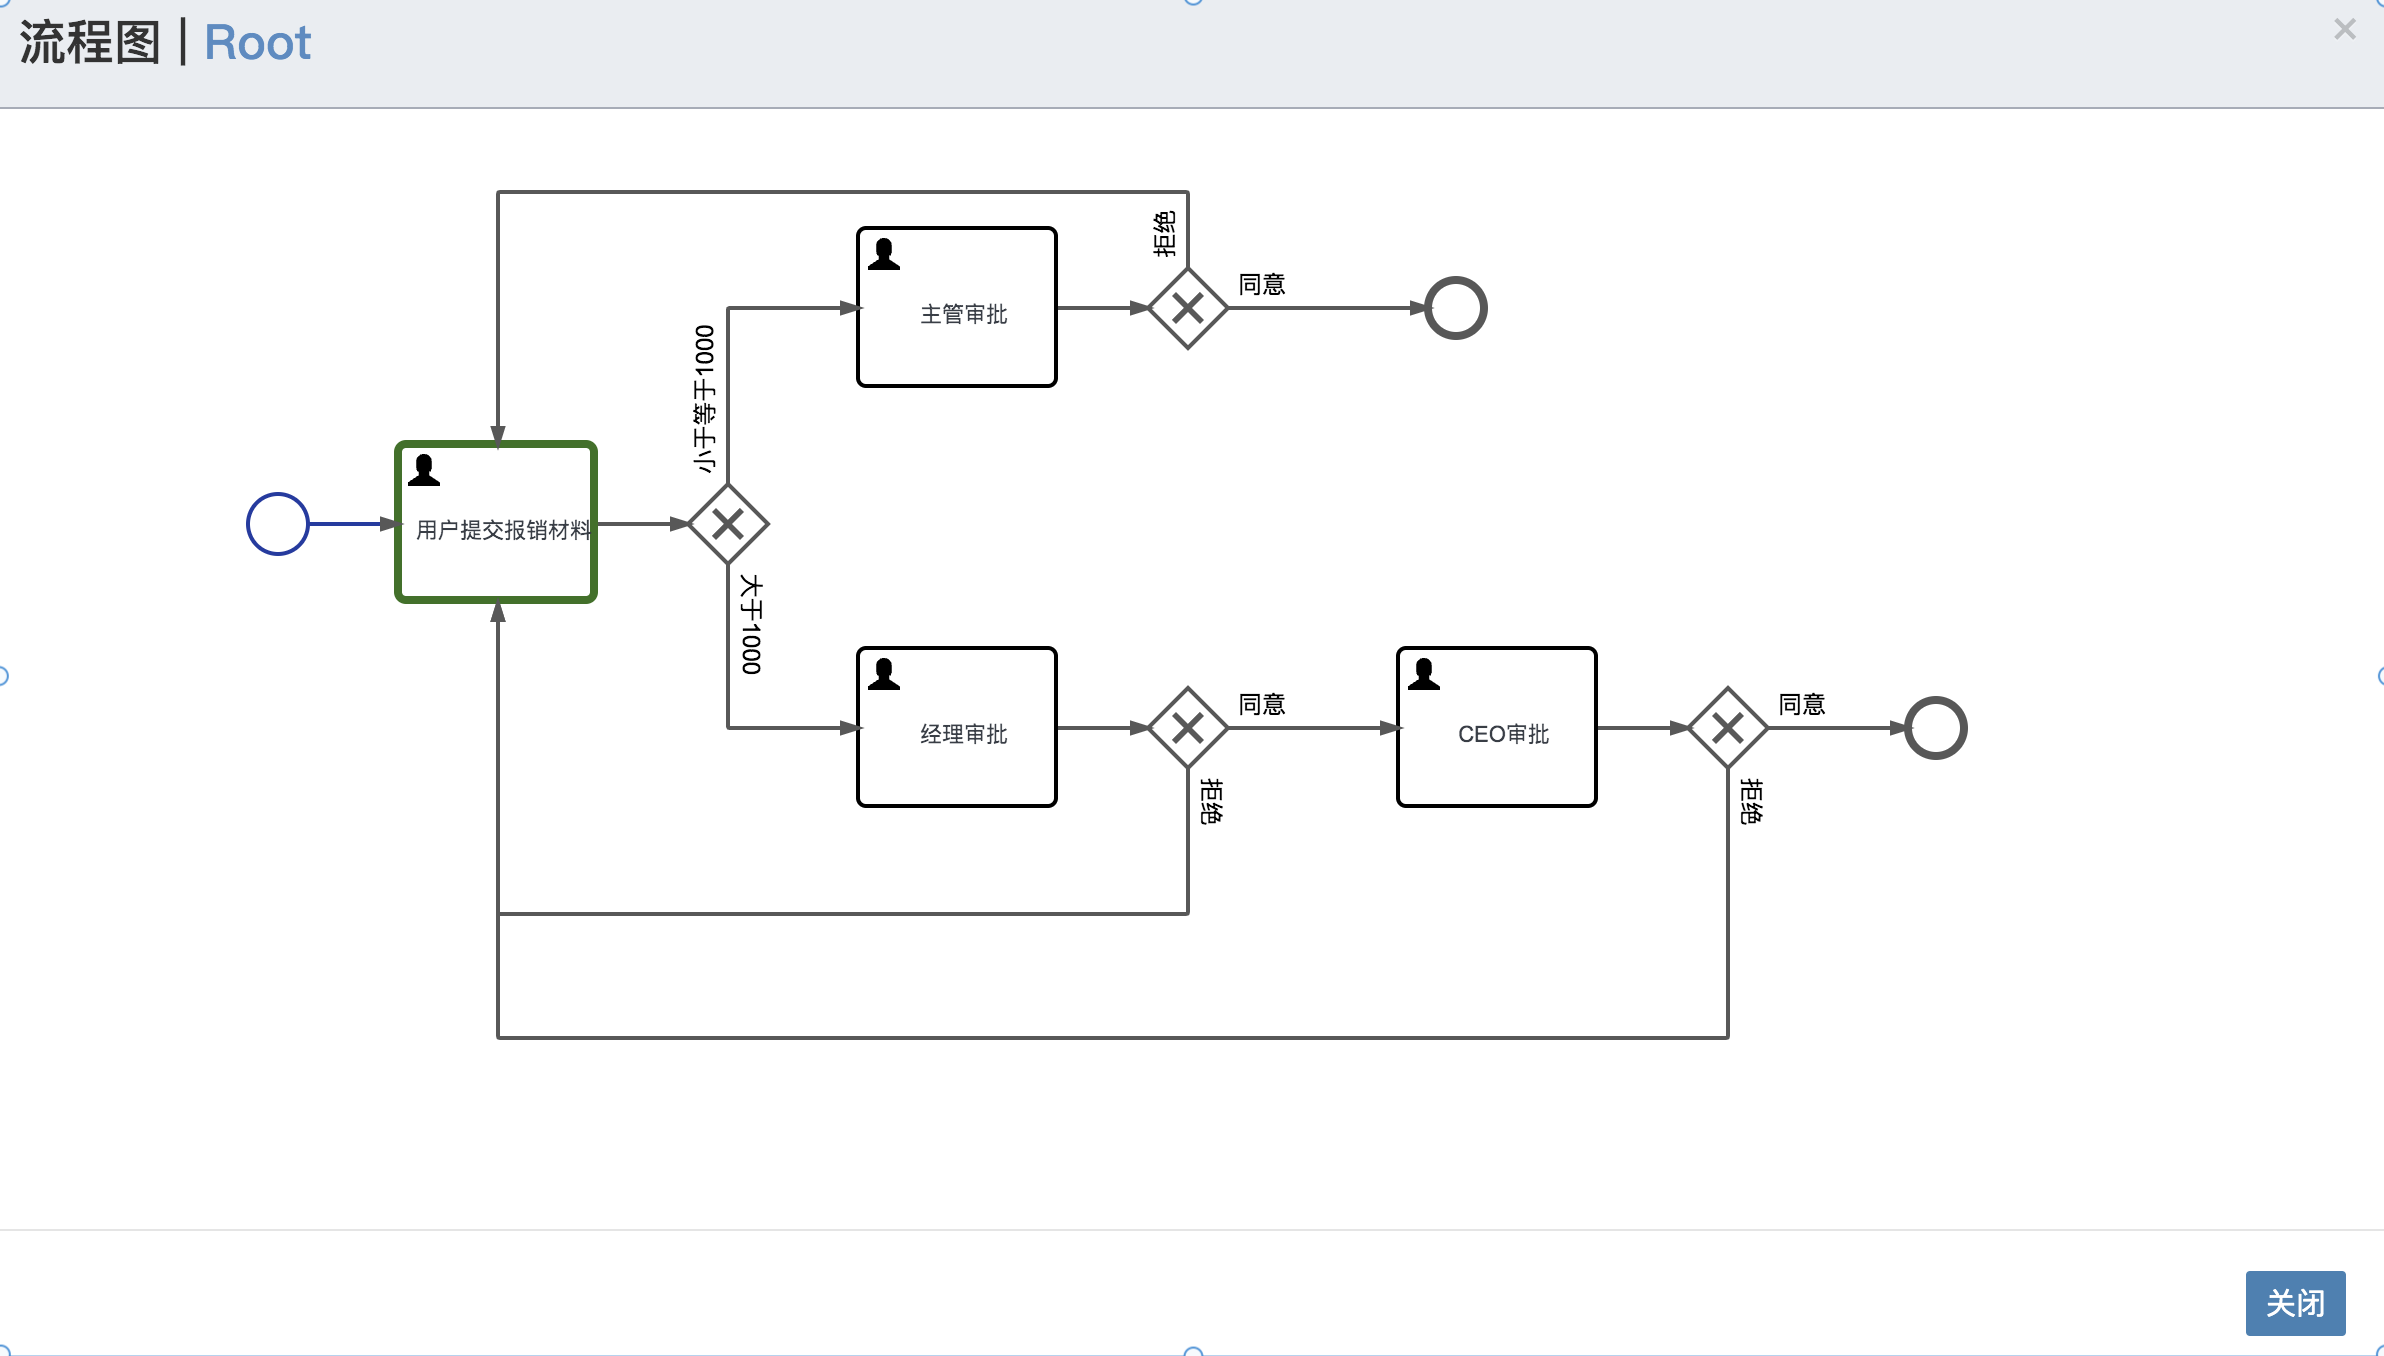 流程图 | Root
×
拒绝
同意
主管审批
小于等于1000
用户提交报销材料
大于1000
经理审批
同意
拒绝
CEO审批
同意
拒绝
关闭